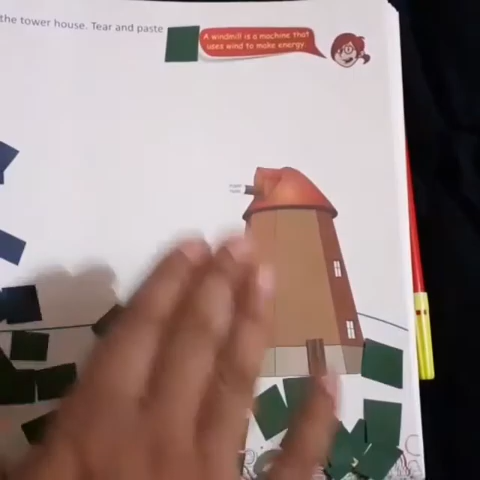 the tower house. Tear and paste
A windmill is a machine that
uses wind to make energy.